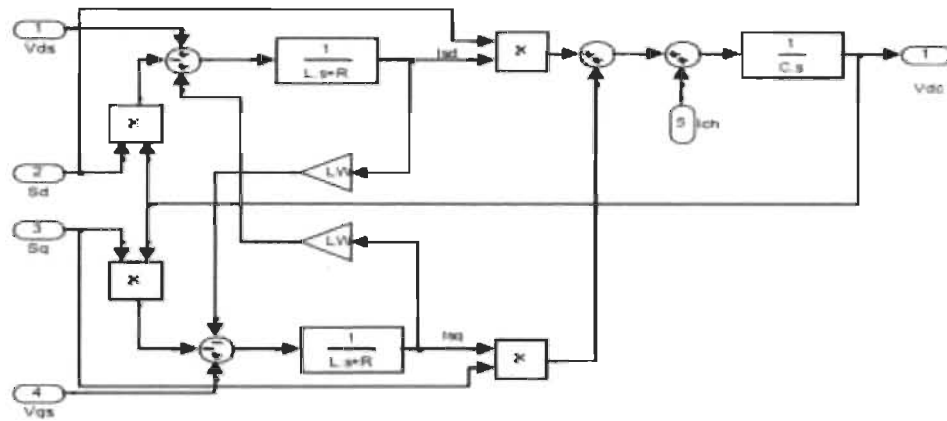 1
Vds
1
L.s+R
Isd
×
1
C.s
1
Vdc
×
5
Ich
2
Sd
LW
3
Sq
LW
×
1
L.s+R
Isq
×
4
Vqs